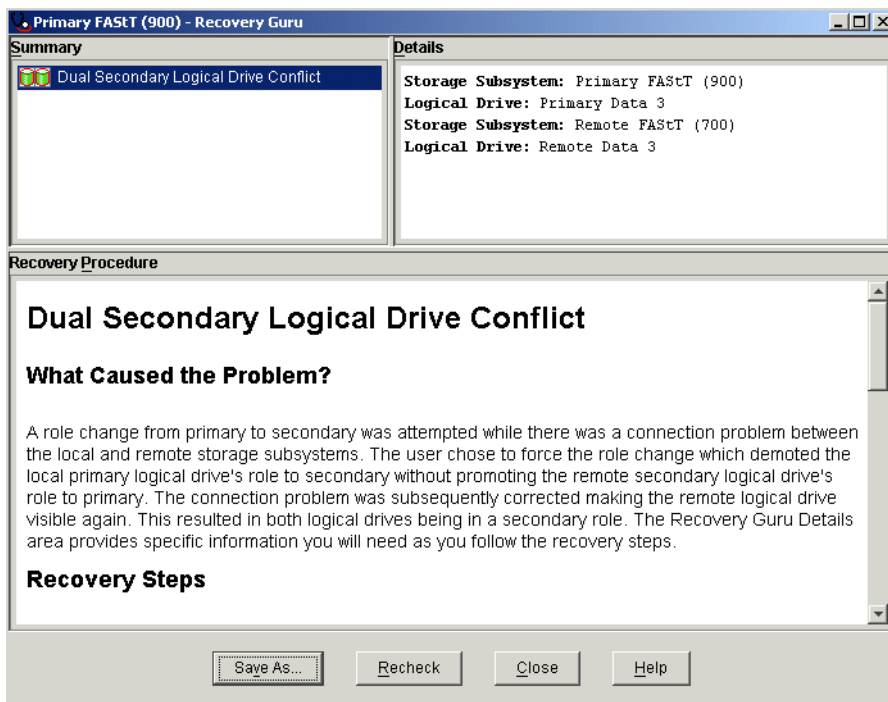 Primary FAStT (900) - Recovery Guru
Summary
Dual Secondary Logical Drive Conflict
Details
Storage Subsystem: Primary FAStT (900)
Logical Drive: Primary Data 3
Storage Subsystem: Remote FAStT (700)
Logical Drive: Remote Data 3
Recovery Procedure
Dual Secondary Logical Drive Conflict
What Caused the Problem?
A role change from primary to secondary was attempted while there was a connection problem between
the local and remote storage subsystems. The user chose to force the role change which demoted the
local primary logical drive's role to secondary without promoting the remote secondary logical drive's
role to primary. The connection problem was subsequently corrected making the remote logical drive
visible again. This resulted in both logical drives being in a secondary role. The Recovery Guru Details
area provides specific information you will need as you follow the recovery steps.
Recovery Steps
Save As...
Recheck
Close
Help